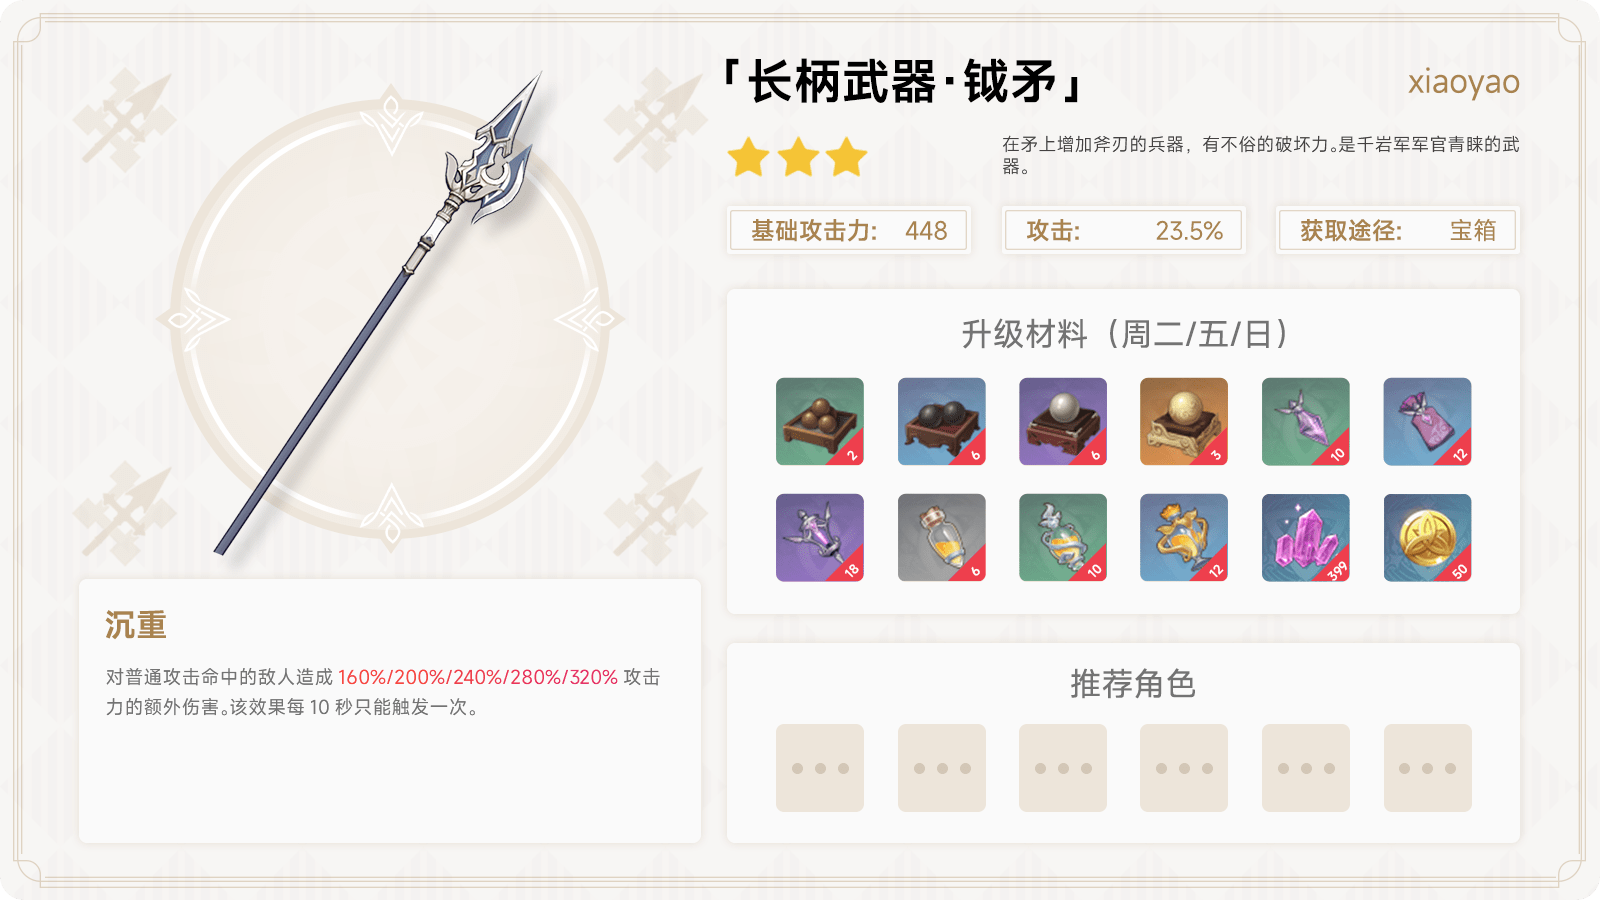 「长柄武器·钺矛」
xiaoyao
在矛上增加斧刃的兵器，有不俗的破坏力。是千岩军军官青睐的武
器。
基础攻击力: 448
攻击: 23.5%
获取途径: 宝箱
升级材料（周二/五/日）
2
6
6
3
10
12
18
6
10
12
399
50
沉重
对普通攻击命中的敌人造成 160%/200%/240%/280%/320% 攻击
力的额外伤害。该效果每 10 秒只能触发一次。
推荐角色